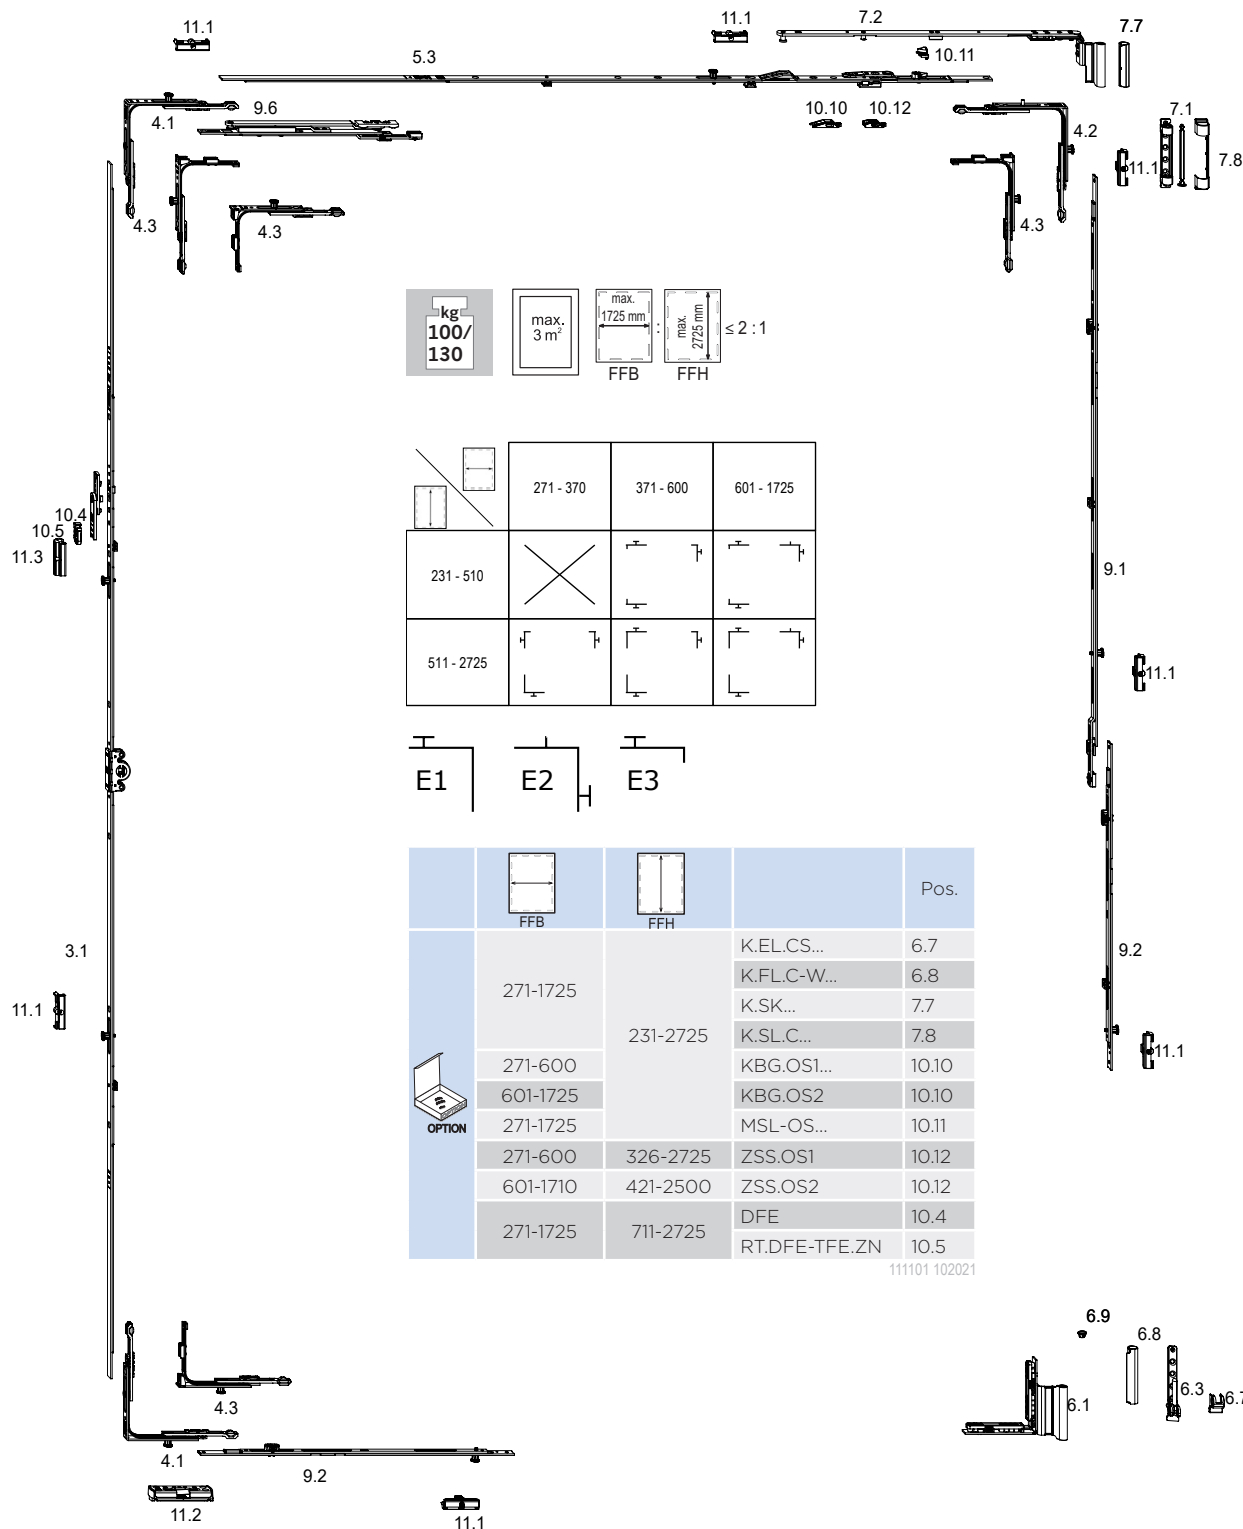 11.1
11.1
7.2
7.7
5.3
10.11
9.6
4.1
10.10
10.12
7.1
4.2
11.1
7.8
4.3
4.3
4.3
kg
100/
130
max.
3 m²
max.
1725 mm
FFB
:
max.
2725 mm
FFH
≤ 2 : 1
271 - 370
371 - 600
601 - 1725
231 - 510
511 - 2725
10.4
10.5
11.3
9.1
11.1
E1
E2
E3
FFB
FFH
Pos.
OPTION
271-1725
231-2725
K.EL.CS...
6.7
K.FL.C-W...
6.8
K.SK...
7.7
K.SL.C...
7.8
271-600
KBG.OS1...
10.10
601-1725
KBG.OS2
10.10
271-1725
MSL-OS...
10.11
271-600
326-2725
ZSS.OS1
10.12
601-1710
421-2500
ZSS.OS2
10.12
271-1725
711-2725
DFE
10.4
RT.DFE-TFE.ZN
10.5
111101 102021
3.1
11.1
9.2
11.1
6.9
6.8
6.3
6.7
6.1
4.3
4.1
9.2
11.2
11.1